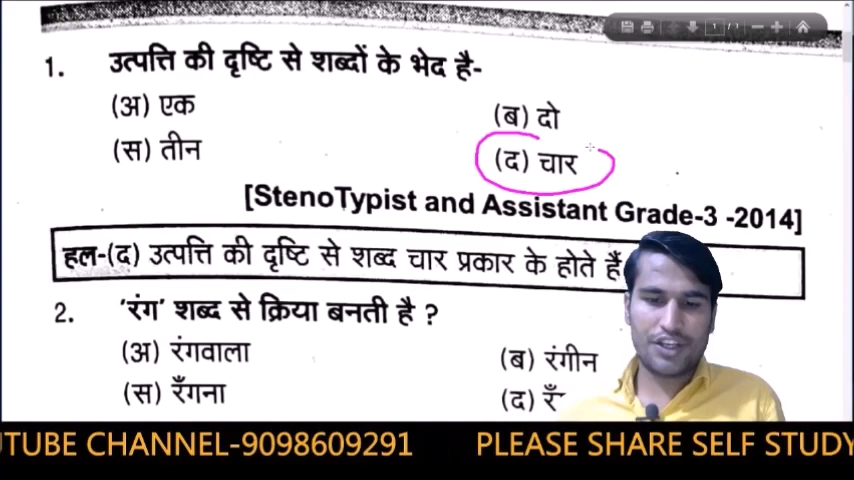 1. उत्पत्ति की दृष्टि से शब्दों के भेद है-
(अ) एक (ब) दो
(स) तीन (द) चार
[StenoTypist and Assistant Grade-3 -2014]
हल-(द) उत्पत्ति की दृष्टि से शब्द चार प्रकार के होते हैं
2. 'रंग' शब्द से क्रिया बनती है ?
(अ) रंगवाला (ब) रंगीन
(स) रँगना (द)
UTUBE CHANNEL-9098609291 PLEASE SHARE SELF STUDY